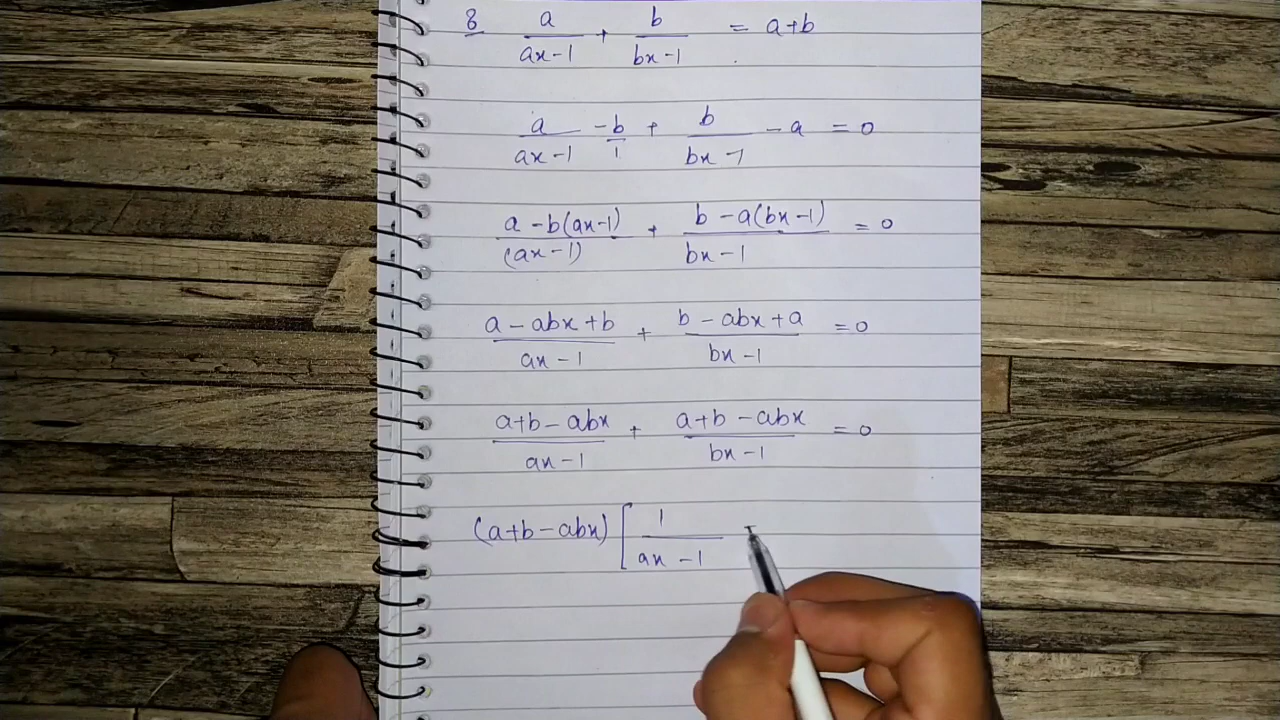 8 a/(ax-1) + b/(bx-1) = a+b
a/(ax-1) -b/1 + b/(bx-1) - a = 0
(a - b(ax-1))/(ax-1) + (b - a(bx-1))/(bx-1) = 0
(a - abx + b)/(ax-1) + (b - abx + a)/(bx-1) = 0
(a+b - abx)/(ax-1) + (a+b - abx)/(bx-1) = 0
(a+b - abx) [ 1/(ax-1)